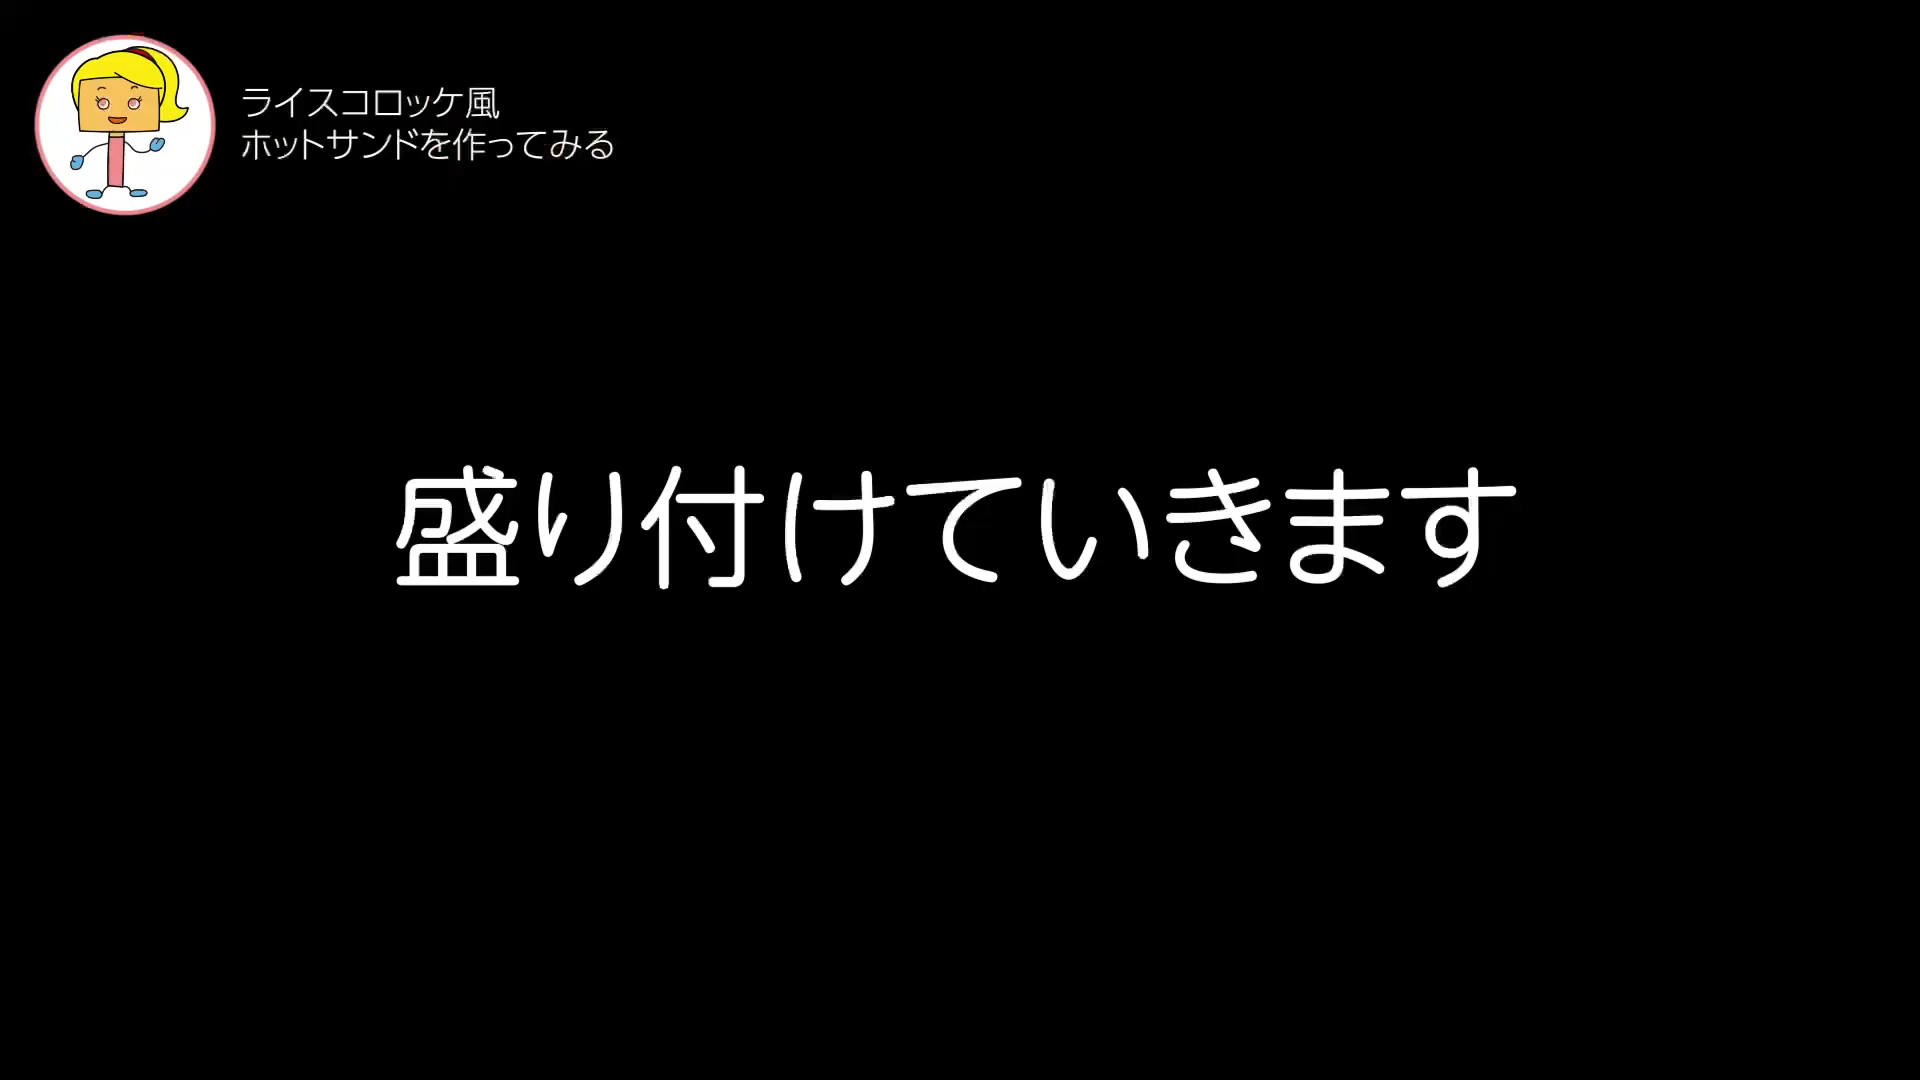 ライスコロッケ風
ホットサンドを作ってみる
盛り付けていきます